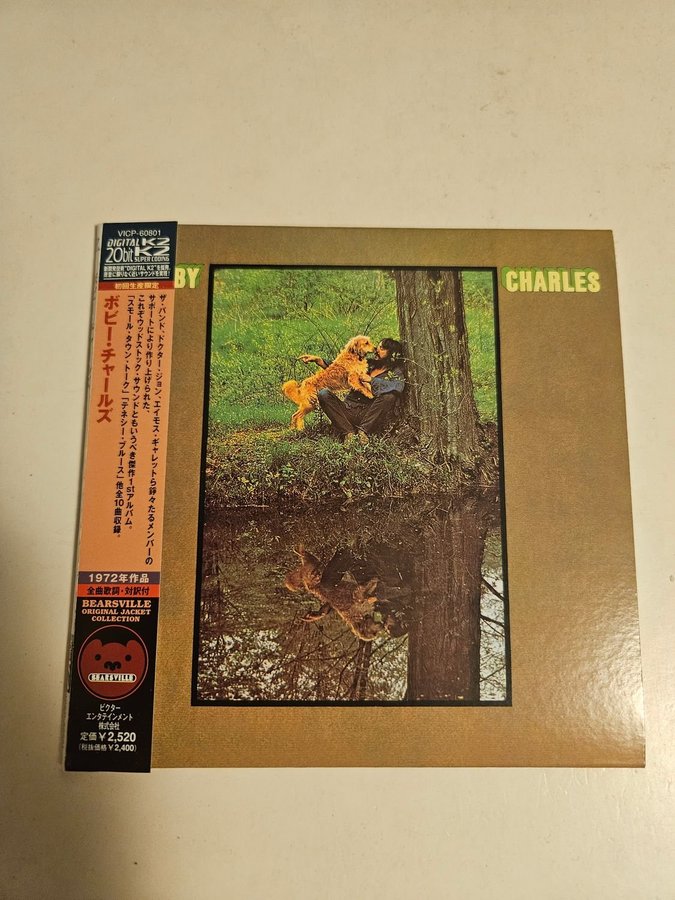 VICP-60801
DIGITAL K2
20bit K2
SUPER CODING
初回生産限定
ボビー・チャールズ
ザ・バンド、ドクター・ジョン、エイモス・ギャレットら錚々たるメンバーの
サポートにより作り上げられた、
これぞウッドストック・サウンドともいうべき傑作1stアルバム。
「スモール・タウン・トーク」「テネシー・ブルース」他全10曲収録。
1972年作品
全曲歌詞・対訳付
BEARSVILLE
ORIGINAL JACKET
COLLECTION
BEARSVILLE
ビクター
エンタテインメント
株式会社
定価¥2,520
(税抜価格¥2,400)
BY
CHARLES